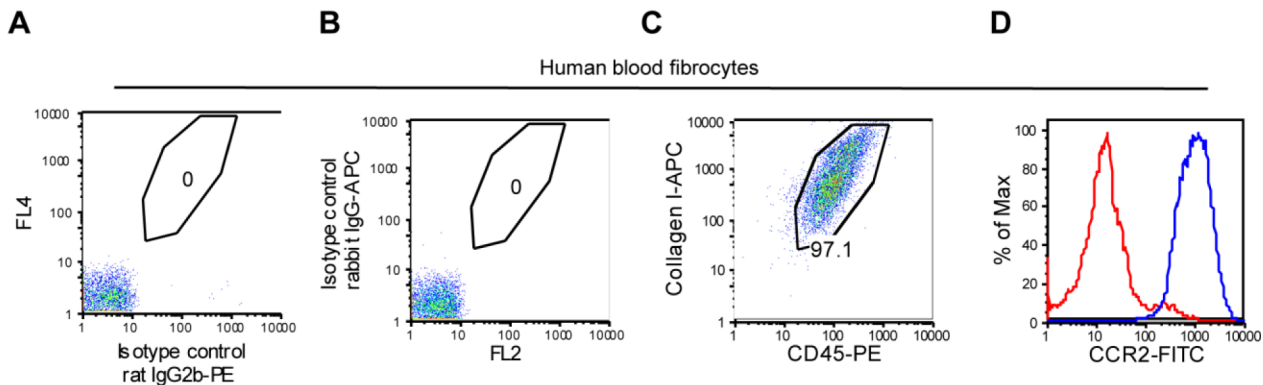 A
B
C
D
Human blood fibrocytes
FL4
10000
1000
100
10
1
0
1
10
100
1000
10000
Isotype control
rat IgG2b-PE
Isotype control
rabbit IgG-APC
10000
1000
100
10
1
0
1
10
100
1000
10000
FL2
Collagen I-APC
10000
1000
100
10
1
97.1
1
10
100
1000
10000
CD45-PE
% of Max
100
80
60
40
20
0
1
10
100
1000
10000
CCR2-FITC